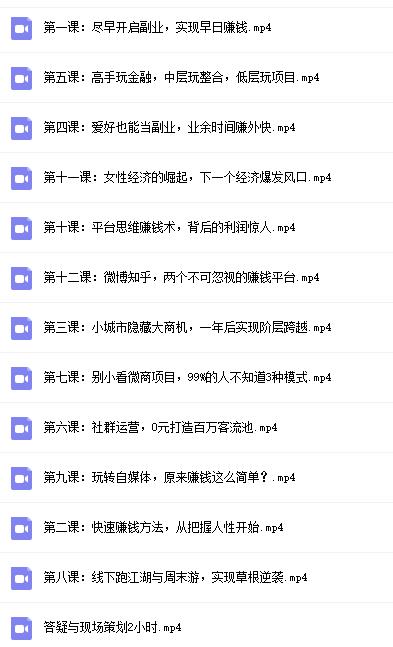 第一课：尽早开启副业，实现早日赚钱.mp4
第五课：高手玩金融，中层玩整合，低层玩项目.mp4
第四课：爱好也能当副业，业余时间赚外快.mp4
第十一课：女性经济的崛起，下一个经济爆发风口.mp4
第十课：平台思维赚钱术，背后的利润惊人.mp4
第十二课：微博知乎，两个不可忽视的赚钱平台.mp4
第三课：小城市隐藏大商机，一年后实现阶层跨越.mp4
第七课：别小看微商项目，99%的人不知道3种模式.mp4
第六课：社群运营，0元打造百万客流池.mp4
第九课：玩转自媒体，原来赚钱这么简单？.mp4
第二课：快速赚钱方法，从把握人性开始.mp4
第八课：线下跑江湖与周末游，实现草根逆袭.mp4
答疑与现场策划2小时.mp4